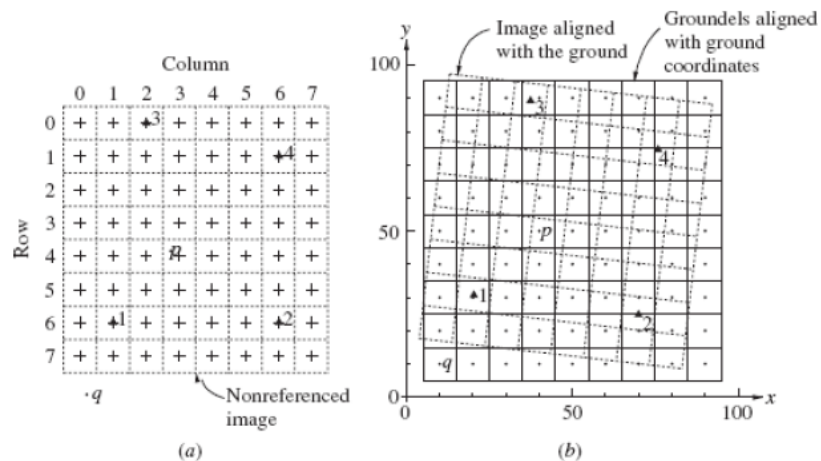 Column
0 1 2 3 4 5 6 7
Row
0
3
1
4
2
3
4
p
5
6
1
2
7
q
Nonreferenced
image
(a)
y
Image aligned
with the ground
Groundels aligned
with ground
coordinates
100
3
4
50
p
1
2
q
0
0
50
100
x
(b)